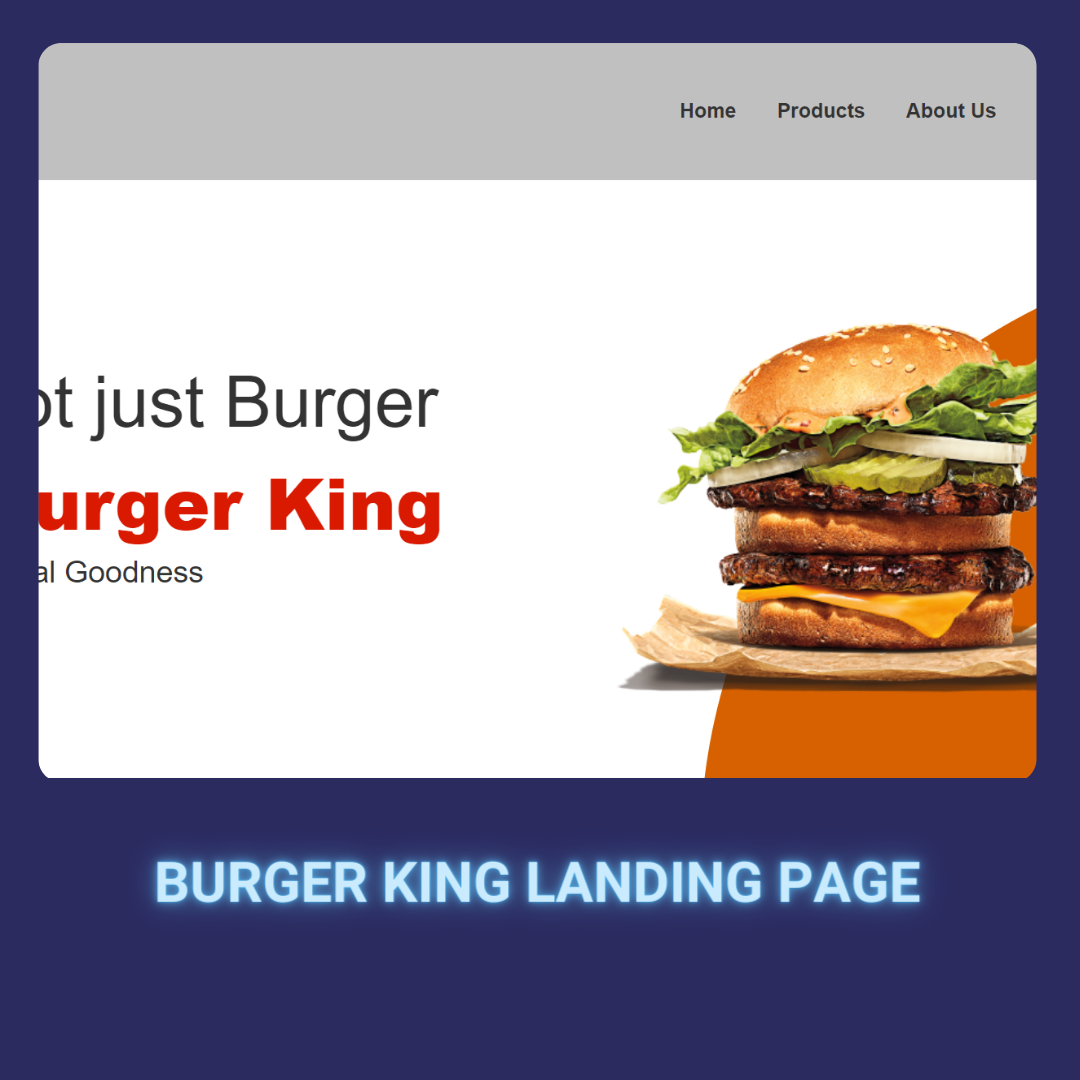 Home Products About Us
ot just Burger
urger King
al Goodness
BURGER KING LANDING PAGE